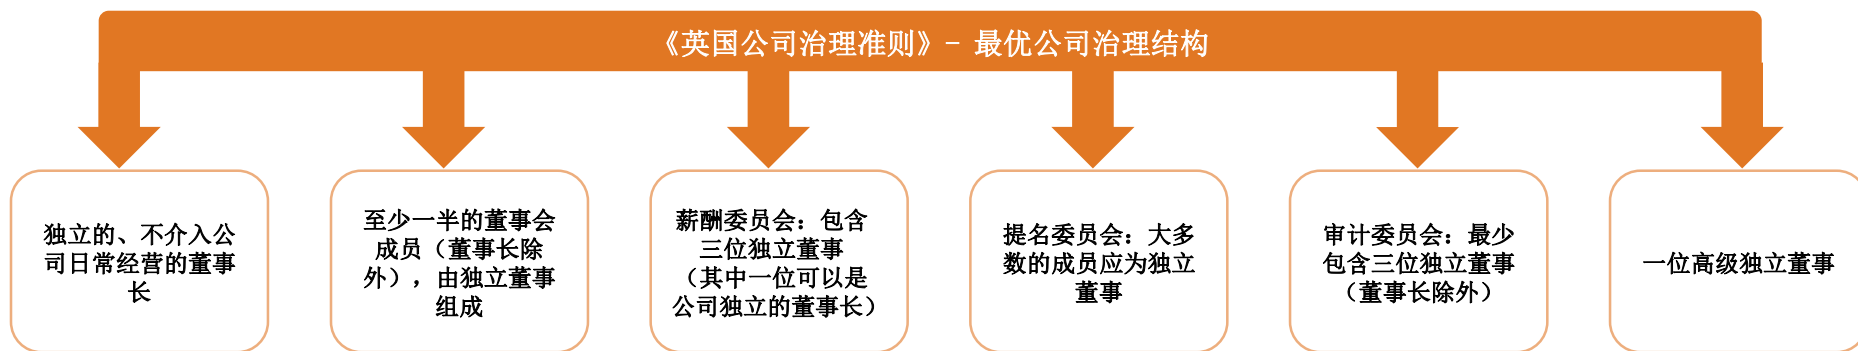 《英国公司治理准则》- 最优公司治理结构
独立的、不介入公
司日常经营的董事
长
至少一半的董事会
成员（董事长除
外），由独立董事
组成
薪酬委员会：包含
三位独立董事
（其中一位可以是
公司独立的董事长）
提名委员会：大多
数的成员应为独立
董事
审计委员会：最少
包含三位独立董事
（董事长除外）
一位高级独立董事